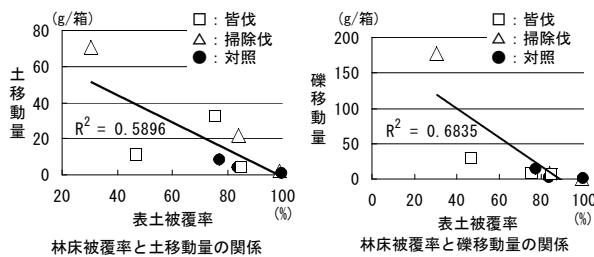 (g/箱)
□：皆伐
△：掃除伐
●：対照
80
60
40
20
0
土移動量
R² = 0.5896
20 40 60 80 100
表土被覆率 (%)
林床被覆率と土移動量の関係
(g/箱)
□：皆伐
△：掃除伐
●：対照
200
150
100
50
0
礫移動量
R² = 0.6835
0 20 40 60 80 100
表土被覆率 (%)
林床被覆率と礫移動量の関係